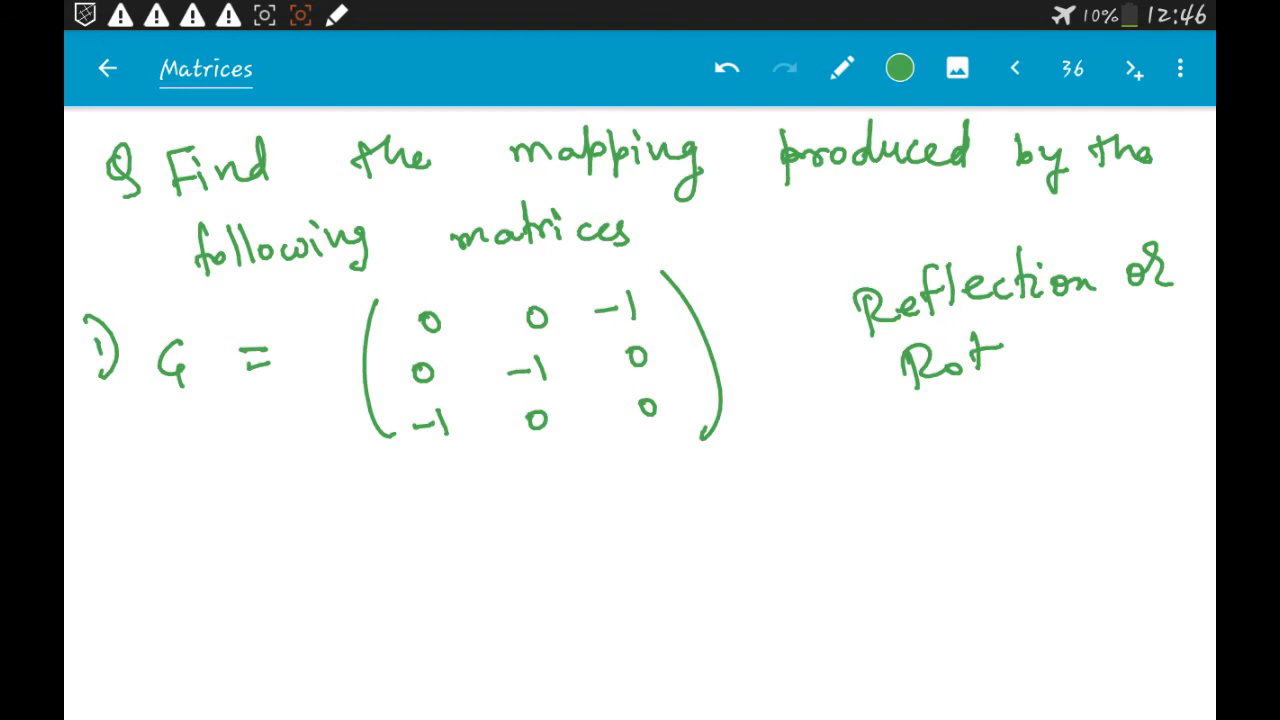 10% 12:46
Matrices 36
Q Find the mapping produced by the
following matrices
Reflection or
1) G = ( 0 0 -1
Rot
0 -1 0
-1 0 0 )